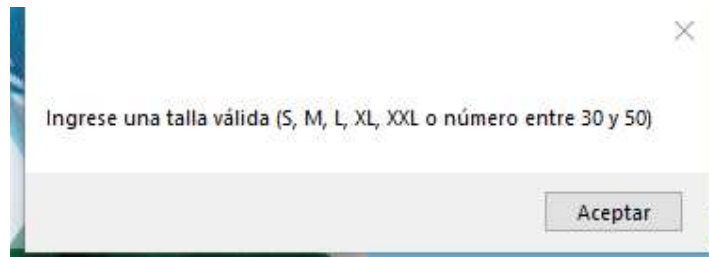 Ingrese una talla válida (S, M, L, XL, XXL o número entre 30 y 50)
Aceptar